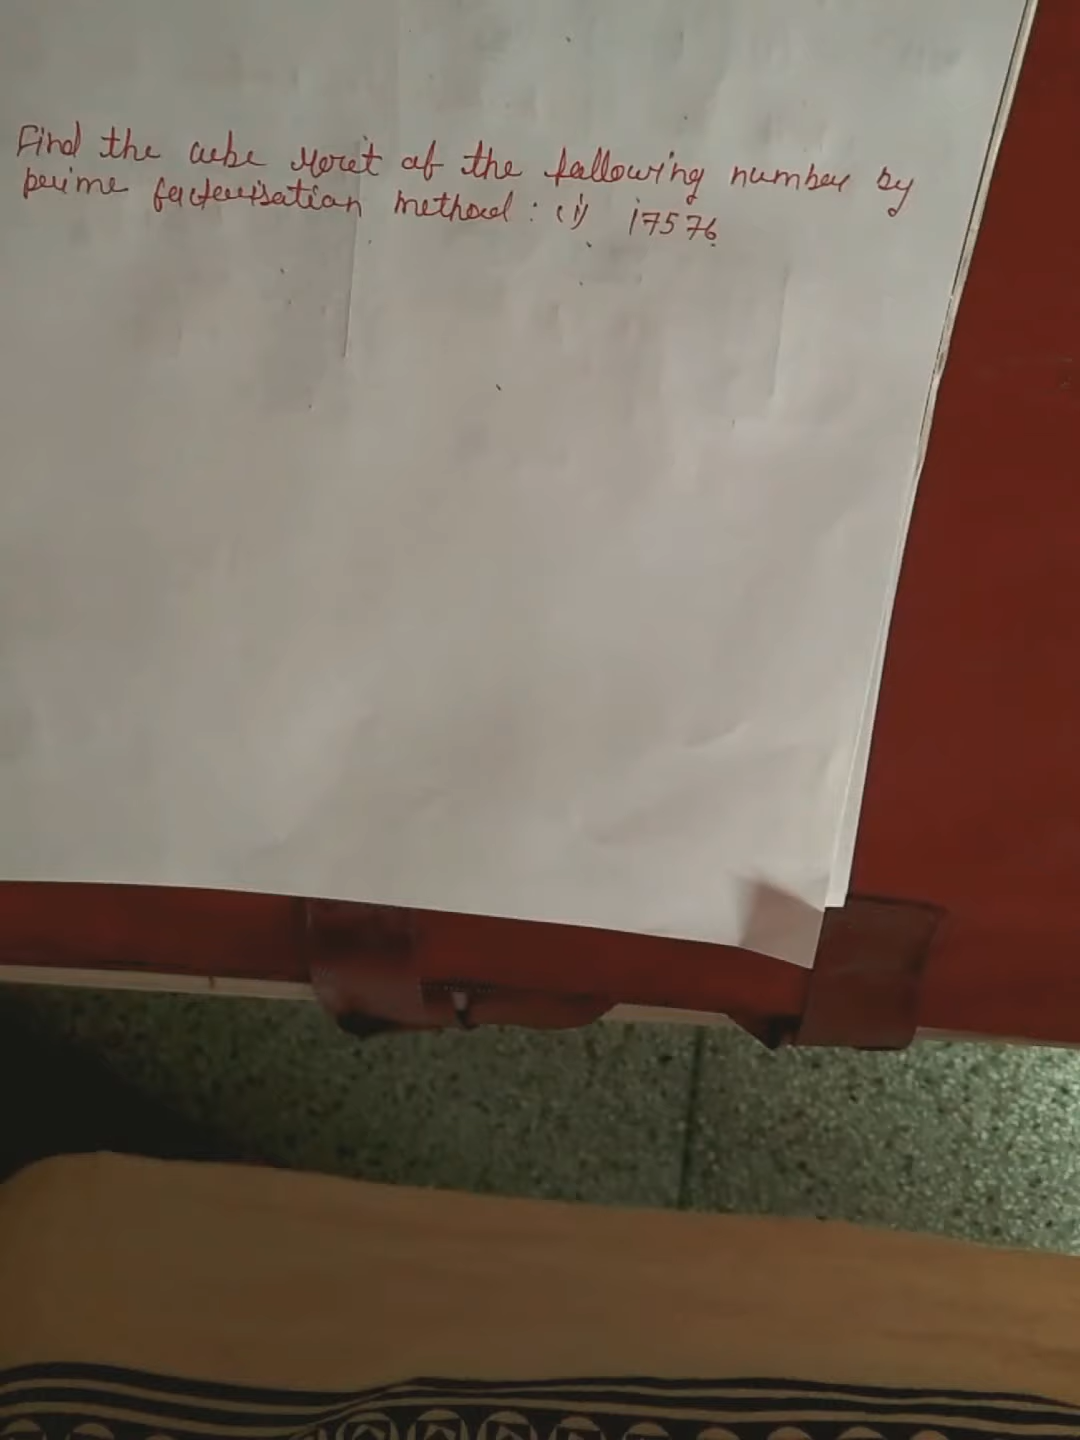 Find the cube root of the following number by
prime factorisation method : (i) 17576